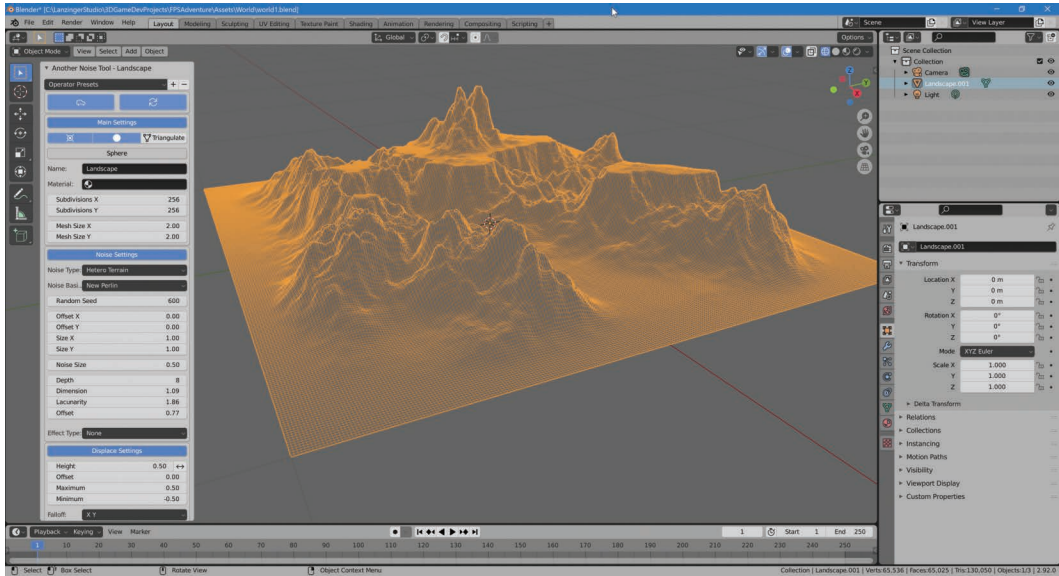 Blender* [C:\LanzingerStudio\3DGameDevProjects\FPSAdventure\Assets\World\world1.blend]
File Edit Render Window Help Layout Modeling Sculpting UV Editing Texture Paint Shading Animation Rendering Compositing Scripting + Scene View Layer
Global Options
Object Mode View Select Add Object
Scene Collection
Collection
Camera
Landscape.001
Light
Another Noise Tool - Landscape
Operator Presets
Main Settings
Triangulate
Sphere
Name: Landscape
Material:
Subdivisions X 256
Subdivisions Y 256
Mesh Size X 2.00
Mesh Size Y 2.00
Noise Settings
Noise Type: Hetero Terrain
Noise Basi.. New Perlin
Random Seed 600
Offset X 0.00
Offset Y 0.00
Size X 1.00
Size Y 1.00
Noise Size 0.50
Depth 8
Dimension 1.09
Lacunarity 1.86
Offset 0.77
Effect Type: None
Displace Settings
Height 0.50
Offset 0.00
Maximum 0.50
Minimum -0.50
Falloff: X Y
Z
Y
X
Landscape.001
Landscape.001
Transform
Location X 0 m
Y 0 m
Z 0 m
Rotation X 0°
Y 0°
Z 0°
Mode XYZ Euler
Scale X 1.000
Y 1.000
Z 1.000
Delta Transform
Relations
Collections
Instancing
Motion Paths
Visibility
Viewport Display
Custom Properties
Playback Keying View Marker 1 Start 1 End 250
1 10 20 30 40 50 60 70 80 90 100 110 120 130 140 150 160 170 180 190 200 210 220 230 240 250
Select Box Select Rotate View Object Context Menu Collection | Landscape.001 | Verts:65,536 | Faces:65,025 | Tris:130,050 | Objects:1/3 | 2.92.0